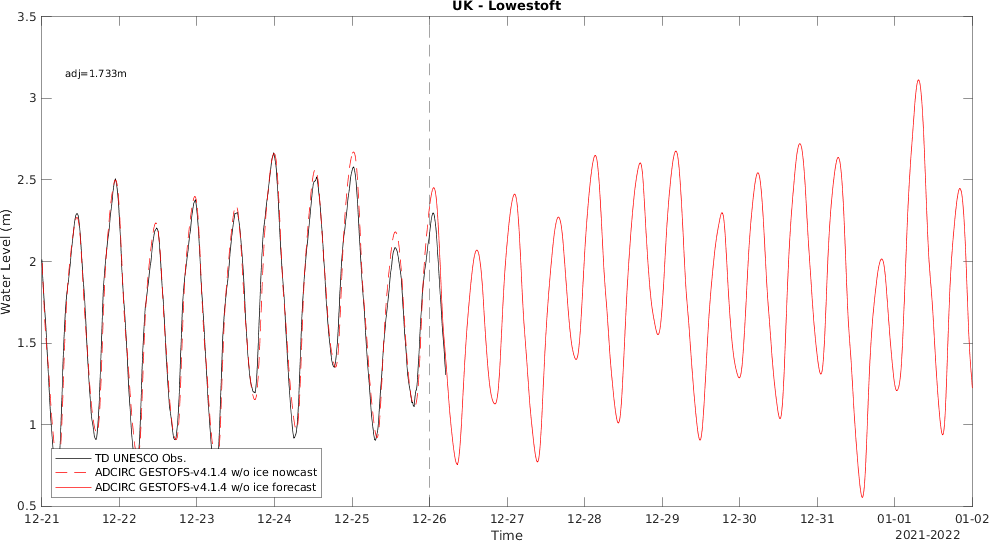 UK - Lowestoft
3.5
adj=1.733m
3
2.5
2
1.5
1
0.5
Water Level (m)
TD UNESCO Obs.
ADCIRC GESTOFS-v4.1.4 w/o ice nowcast
ADCIRC GESTOFS-v4.1.4 w/o ice forecast
12-21 12-22 12-23 12-24 12-25 12-26 12-27 12-28 12-29 12-30 12-31 01-01 01-02
Time
2021-2022